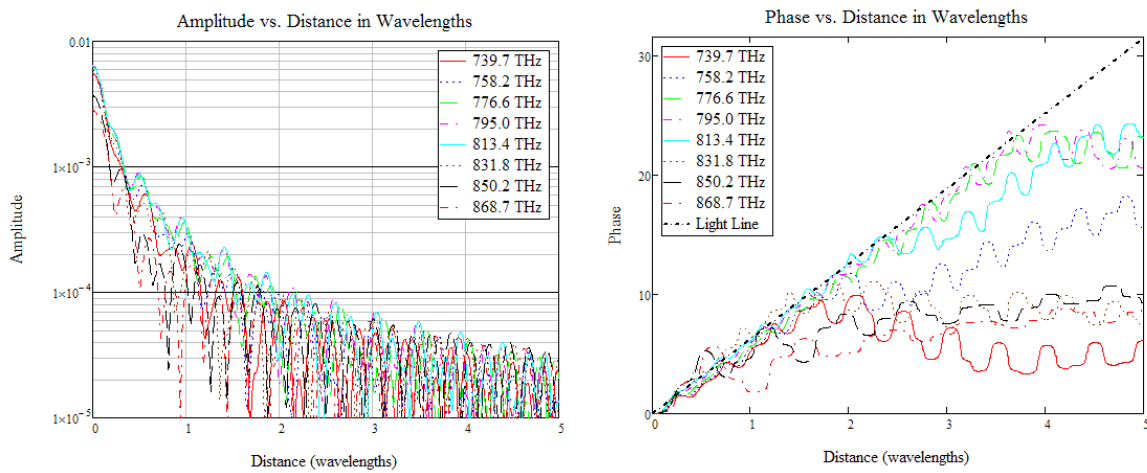 Amplitude vs. Distance in Wavelengths
0.01
1×10⁻³
1×10⁻⁴
1×10⁻⁵
Amplitude
739.7 THz
758.2 THz
776.6 THz
795.0 THz
813.4 THz
831.8 THz
850.2 THz
868.7 THz
0 1 2 3 4 5
Distance (wavelengths)
Phase vs. Distance in Wavelengths
30
20
10
0
Phase
739.7 THz
758.2 THz
776.6 THz
795.0 THz
813.4 THz
831.8 THz
850.2 THz
868.7 THz
Light Line
0 1 2 3 4 5
Distance (wavelengths)